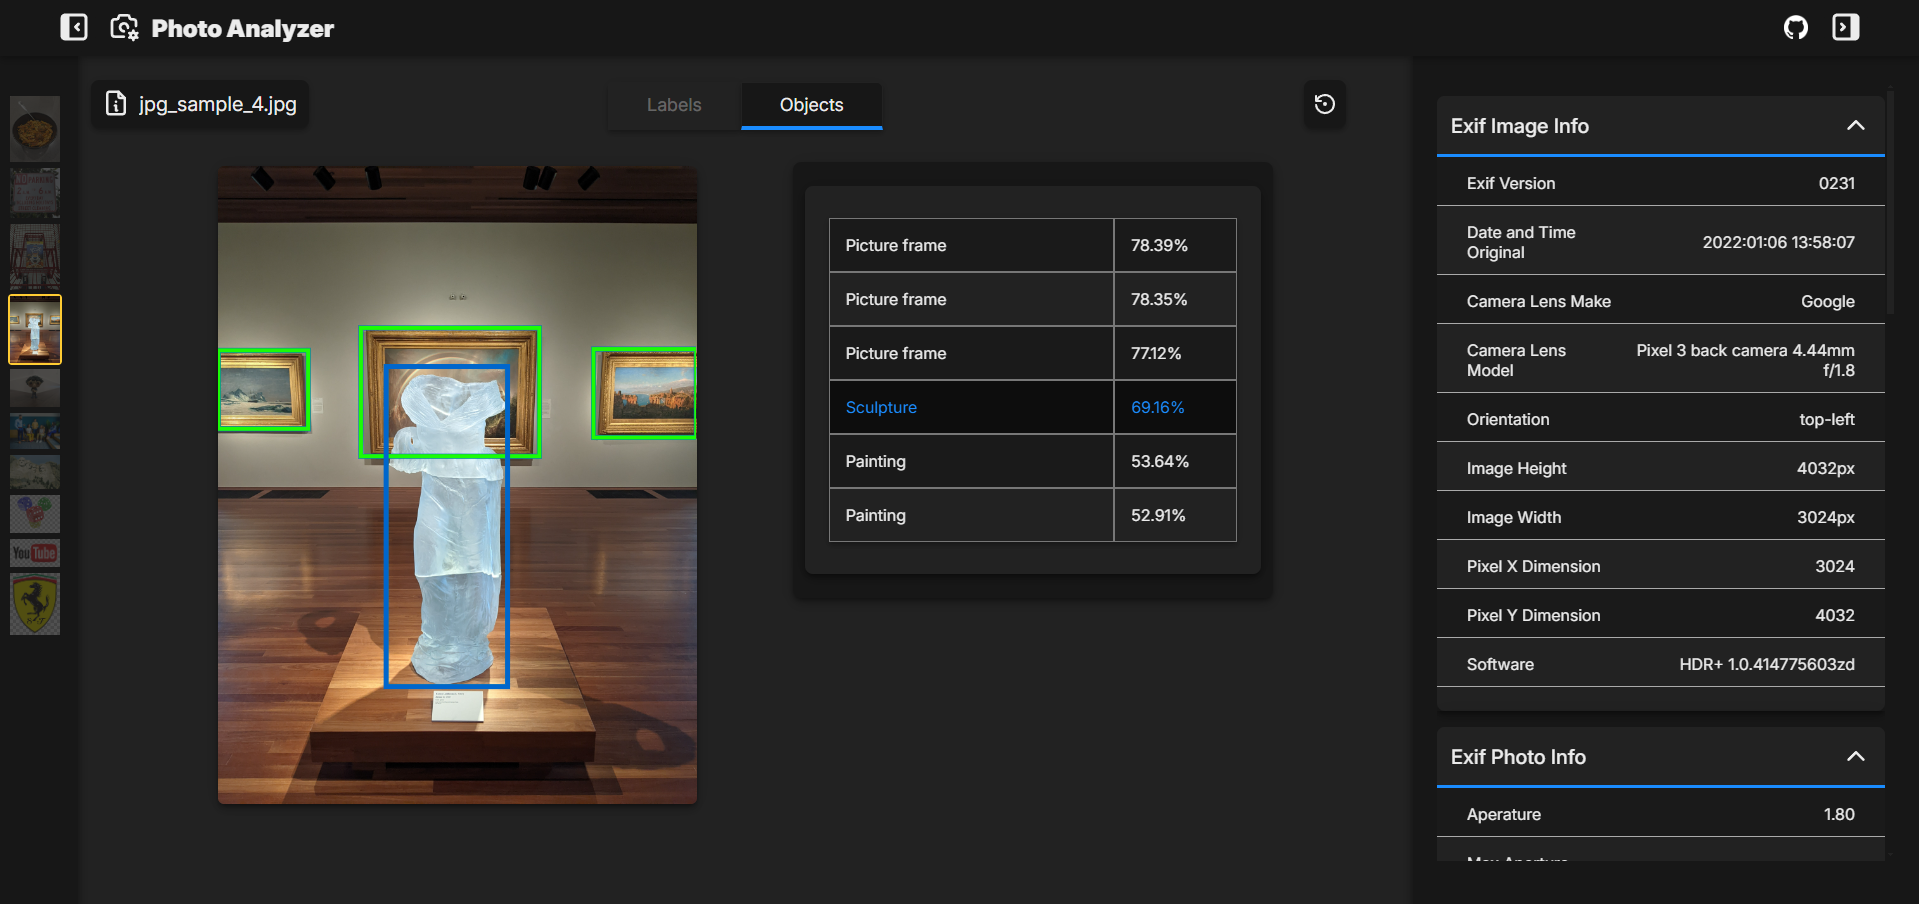 Photo Analyzer
jpg_sample_4.jpg
Labels
Objects
Picture frame 78.39%
Picture frame 78.35%
Picture frame 77.12%
Sculpture 69.16%
Painting 53.64%
Painting 52.91%
You Tube
Exif Image Info
Exif Version 0231
Date and Time
Original
2022:01:06 13:58:07
Camera Lens Make Google
Camera Lens
Model
Pixel 3 back camera 4.44mm
f/1.8
Orientation top-left
Image Height 4032px
Image Width 3024px
Pixel X Dimension 3024
Pixel Y Dimension 4032
Software HDR+ 1.0.414775603zd
Exif Photo Info
Aperature 1.80